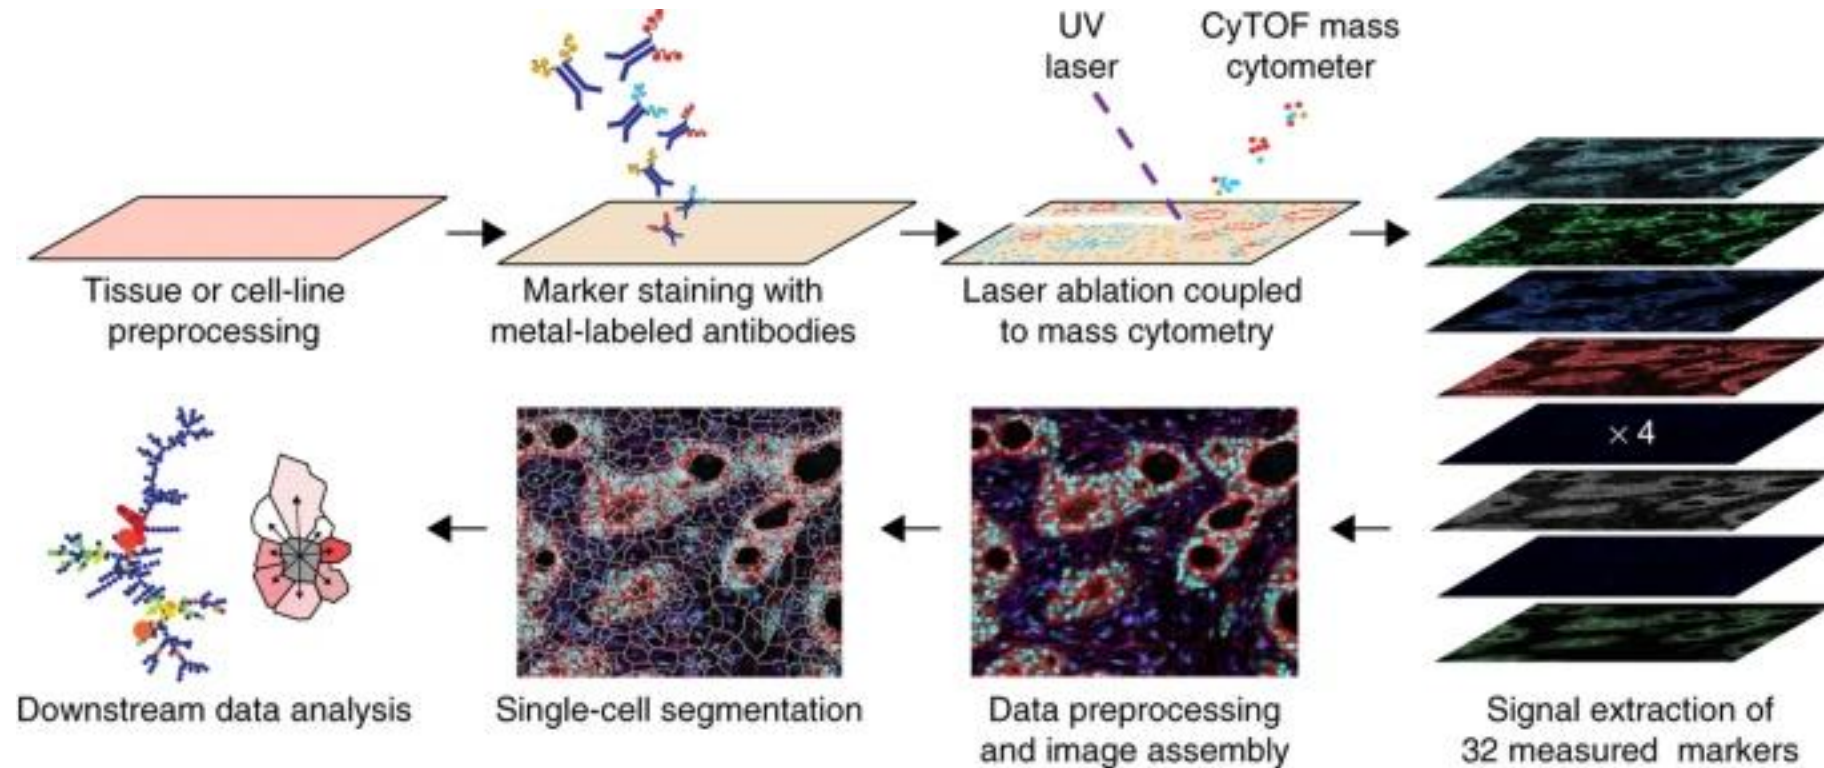 UV
laser
CyTOF mass
cytometer
Tissue or cell-line
preprocessing
Marker staining with
metal-labeled antibodies
Laser ablation coupled
to mass cytometry
× 4
Signal extraction of
32 measured markers
Data preprocessing
and image assembly
Single-cell segmentation
Downstream data analysis